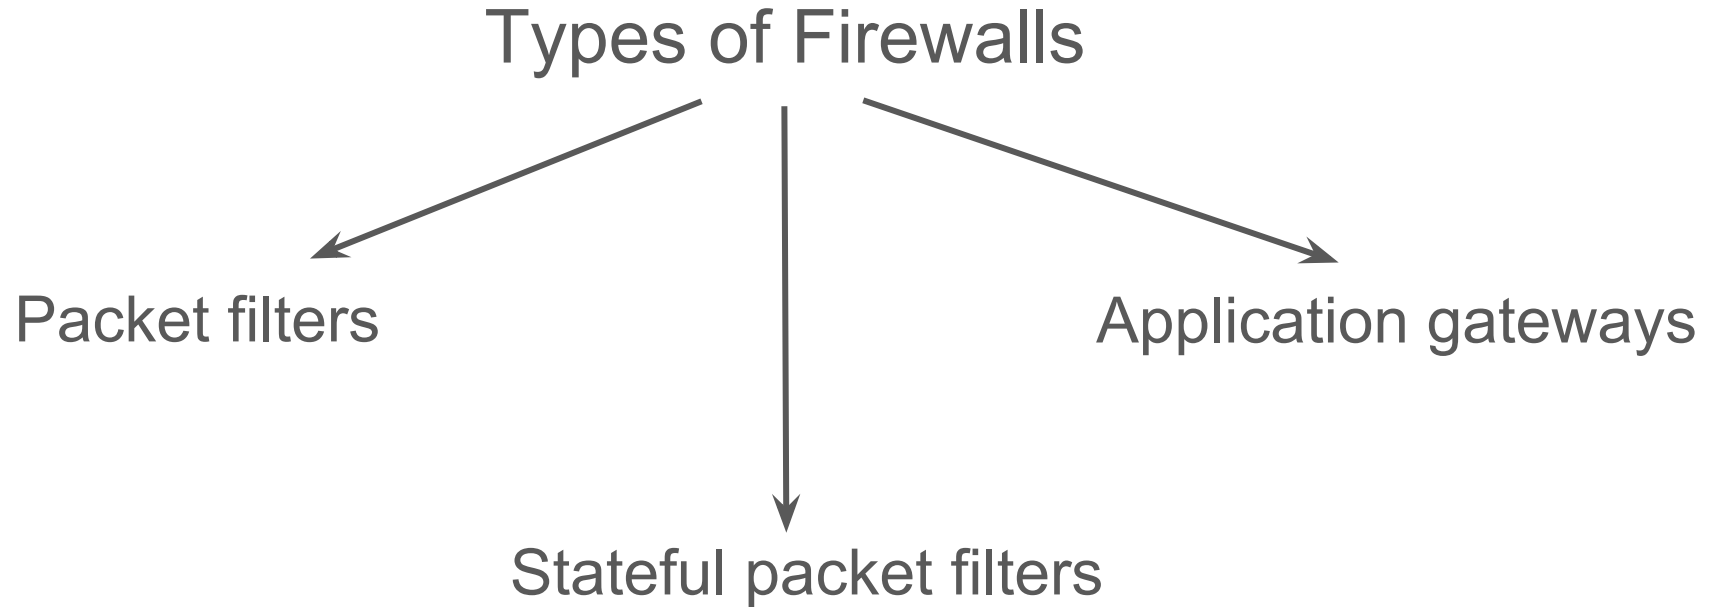 Types of Firewalls
Packet filters
Application gateways
Stateful packet filters